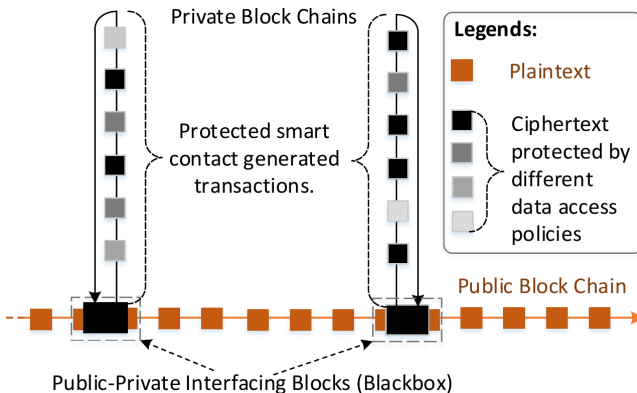 Private Block Chains
Legends:
Plaintext
Ciphertext
protected by
different
data access
policies
Protected smart
contact generated
transactions.
Public Block Chain
Public-Private Interfacing Blocks (Blackbox)